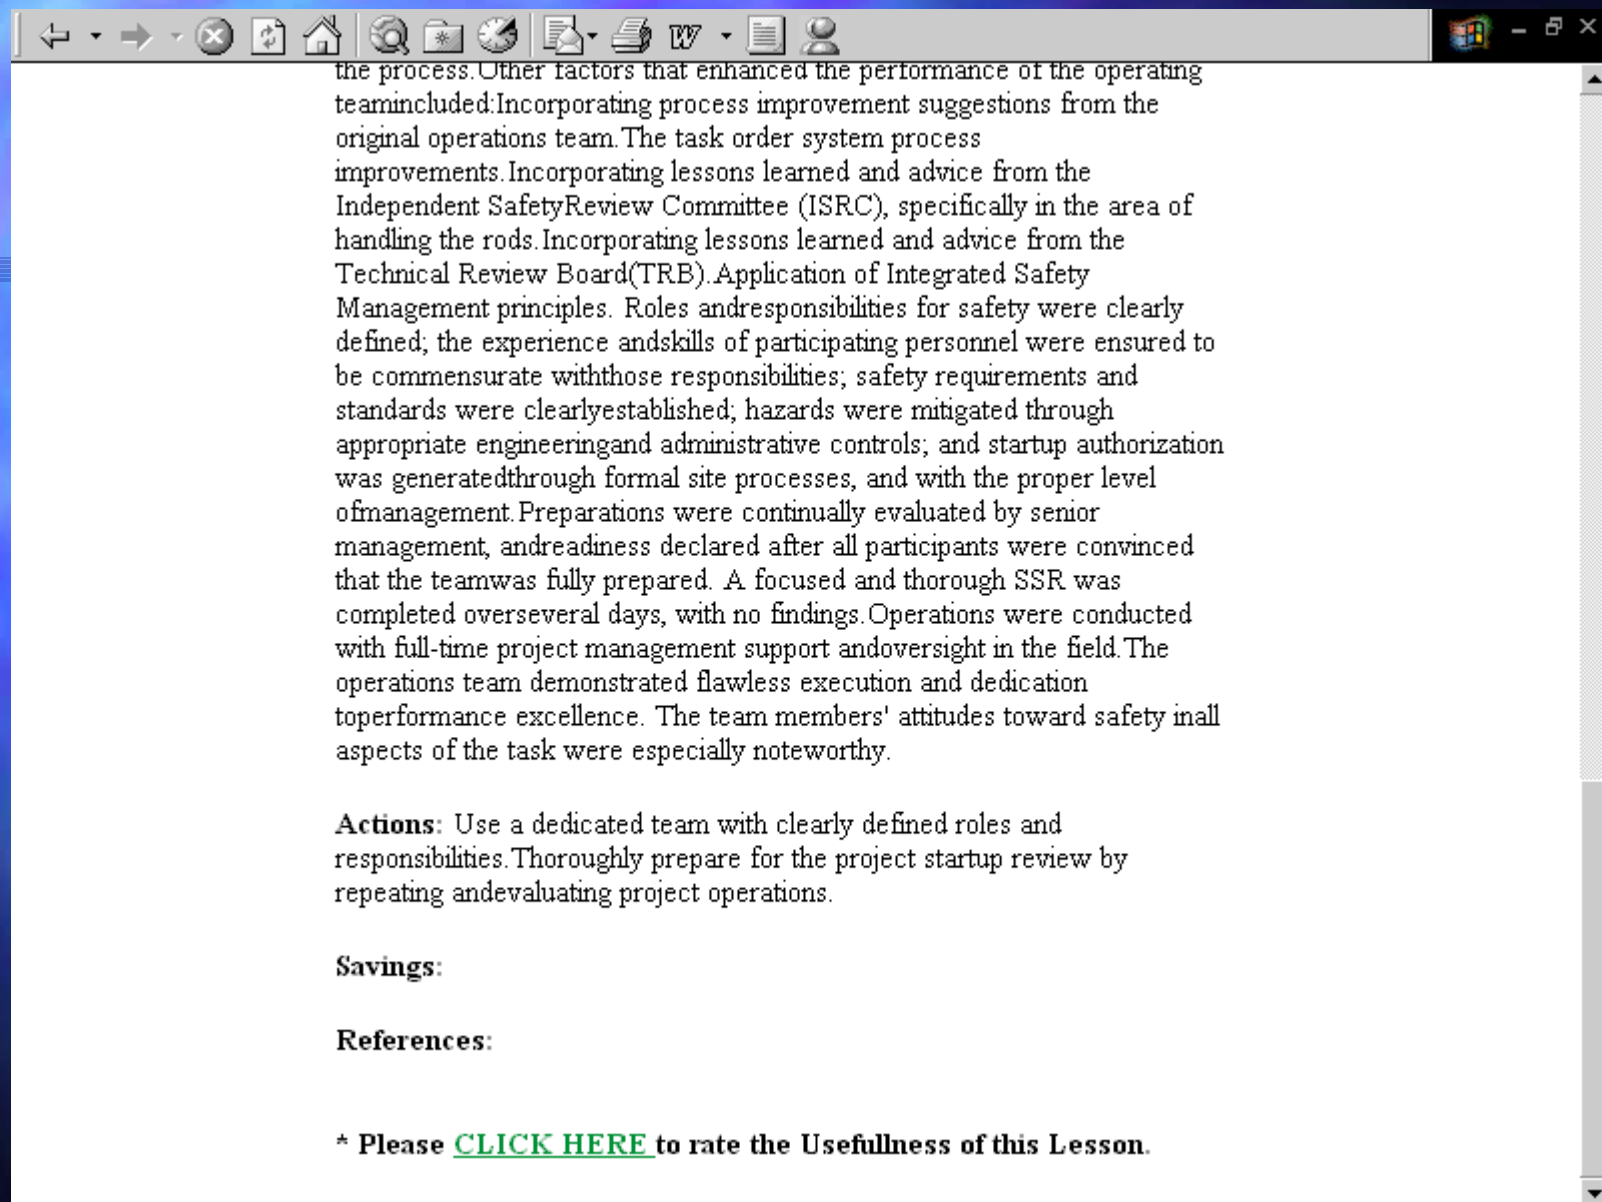 the process.Other factors that enhanced the performance of the operating
teamincluded:Incorporating process improvement suggestions from the
original operations team.The task order system process
improvements.Incorporating lessons learned and advice from the
Independent SafetyReview Committee (ISRC), specifically in the area of
handling the rods.Incorporating lessons learned and advice from the
Technical Review Board(TRB).Application of Integrated Safety
Management principles. Roles andresponsibilities for safety were clearly
defined; the experience andskills of participating personnel were ensured to
be commensurate withthose responsibilities; safety requirements and
standards were clearlyestablished; hazards were mitigated through
appropriate engineeringand administrative controls; and startup authorization
was generatedthrough formal site processes, and with the proper level
ofmanagement.Preparations were continually evaluated by senior
management, andreadiness declared after all participants were convinced
that the teamwas fully prepared. A focused and thorough SSR was
completed overseveral days, with no findings.Operations were conducted
with full-time project management support andoversight in the field.The
operations team demonstrated flawless execution and dedication
toperformance excellence. The team members' attitudes toward safety inall
aspects of the task were especially noteworthy.
Actions: Use a dedicated team with clearly defined roles and
responsibilities.Thoroughly prepare for the project startup review by
repeating andevaluating project operations.
Savings:
References:
* Please CLICK HERE to rate the Usefullness of this Lesson.